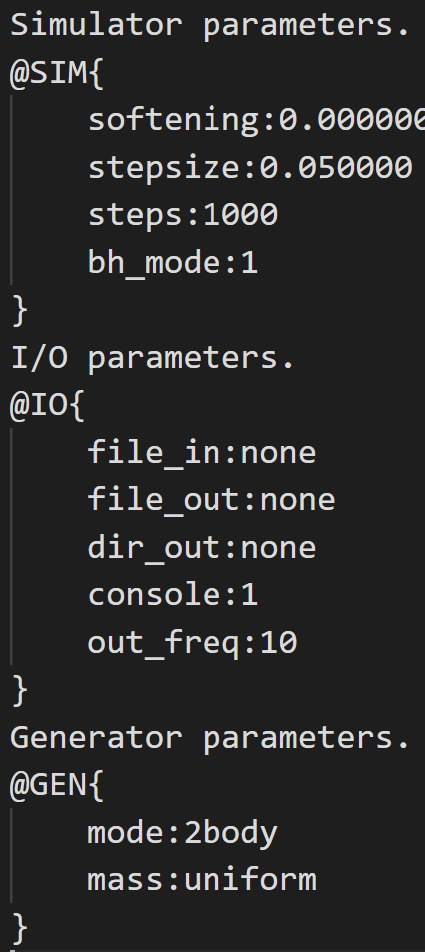 Simulator parameters.
@SIM{
softening:0.000000
stepsize:0.050000
steps:1000
bh_mode:1
}
I/O parameters.
@IO{
file_in:none
file_out:none
dir_out:none
console:1
out_freq:10
}
Generator parameters.
@GEN{
mode:2body
mass:uniform
}